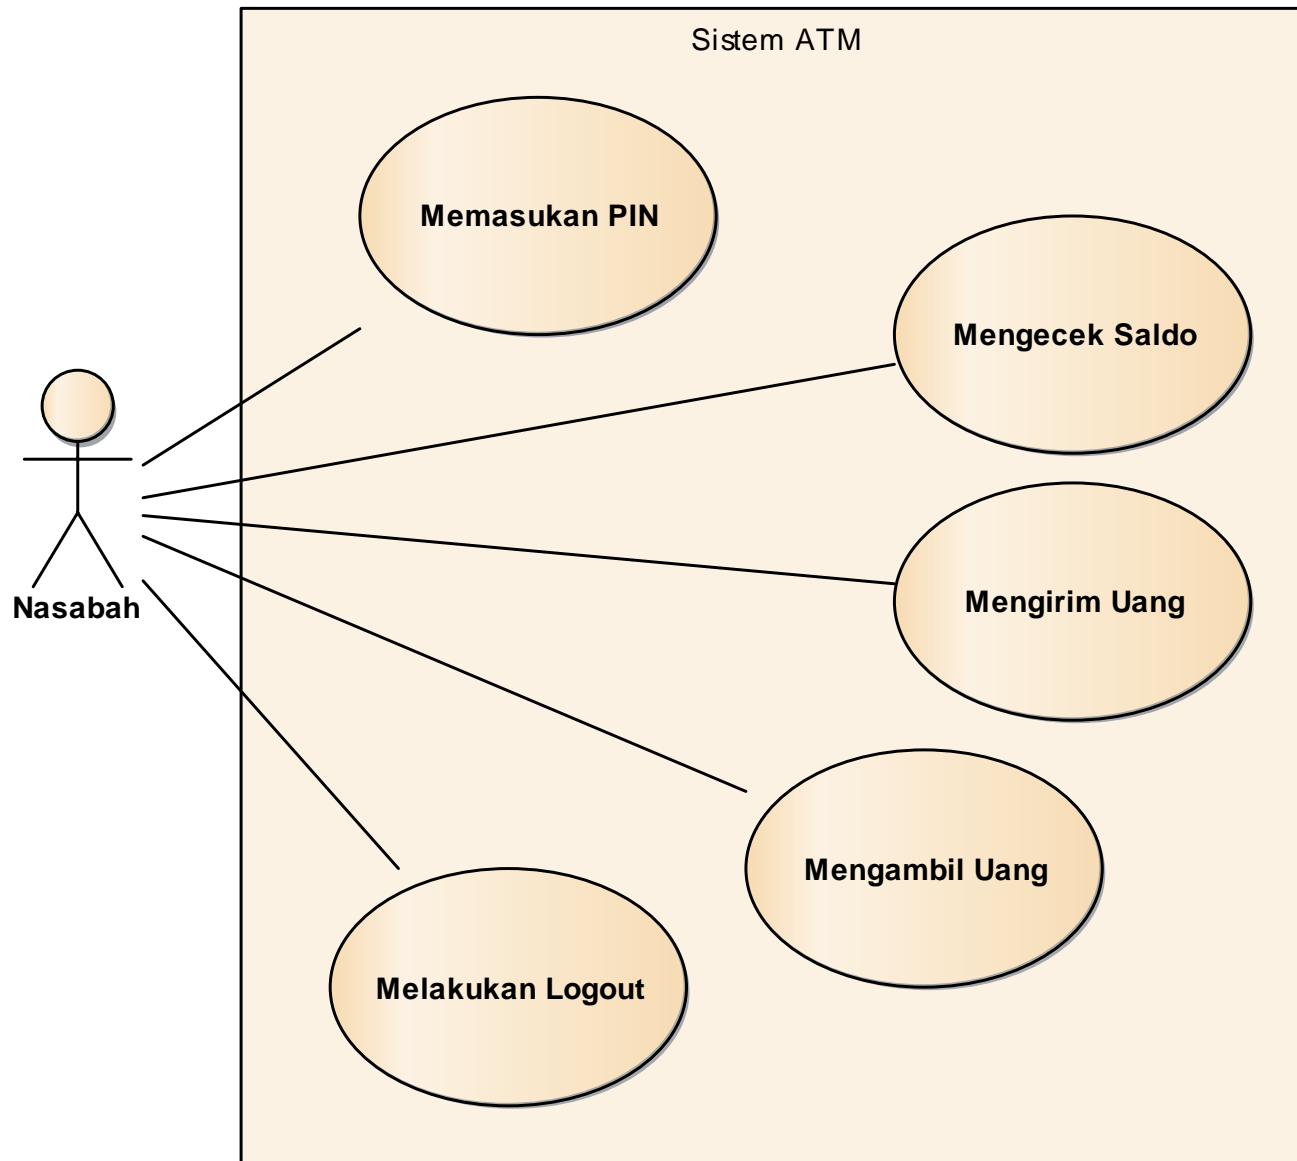 Sistem ATM
Memasukan PIN
Mengecek Saldo
Mengirim Uang
Nasabah
Mengambil Uang
Melakukan Logout